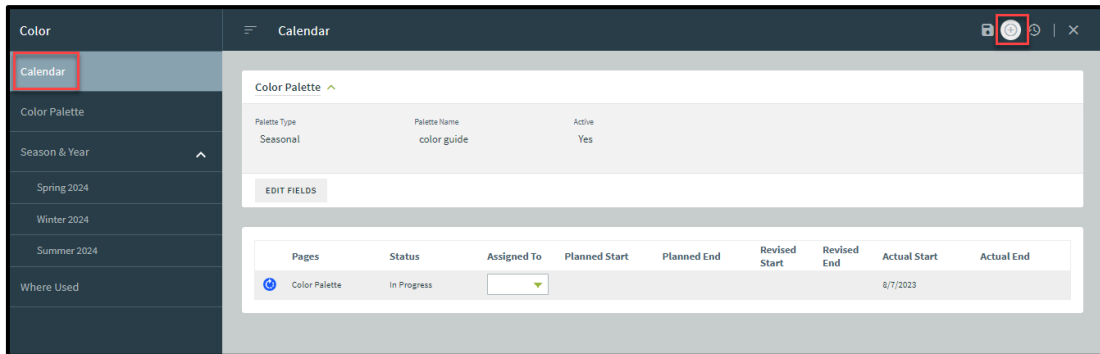 Color
Calendar
Calendar
Color Palette
Season & Year
Spring 2024
Winter 2024
Summer 2024
Where Used
Color Palette
Palette Type Palette Name Active
Seasonal color guide Yes
EDIT FIELDS
Pages Status Assigned To Planned Start Planned End Revised Start Revised End Actual Start Actual End
Color Palette In Progress 8/7/2023